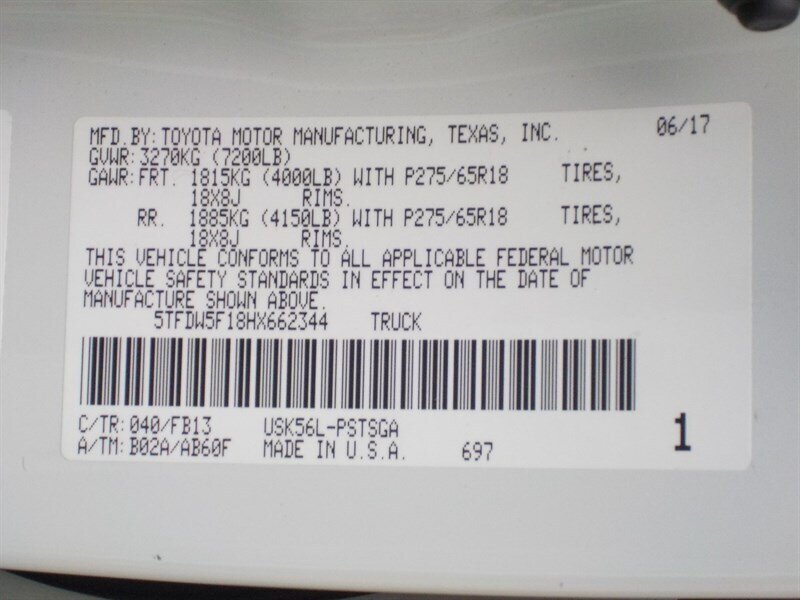 MFD.BY:TOYOTA MOTOR MANUFACTURING, TEXAS, INC. 06/17
GVWR:3270KG (7200LB)
GAWR:FRT. 1815KG (4000LB) WITH P275/65R18 TIRES,
18X8J RIMS.
RR. 1885KG (4150LB) WITH P275/65R18 TIRES,
18X8J RIMS.
THIS VEHICLE CONFORMS TO ALL APPLICABLE FEDERAL MOTOR
VEHICLE SAFETY STANDARDS IN EFFECT ON THE DATE OF
MANUFACTURE SHOWN ABOVE.
5TFDW5F18HX662344 TRUCK
C/TR:040/FB13 USK56L-PSTSGA
A/TM:B02A/AB60F MADE IN U.S.A. 697 1